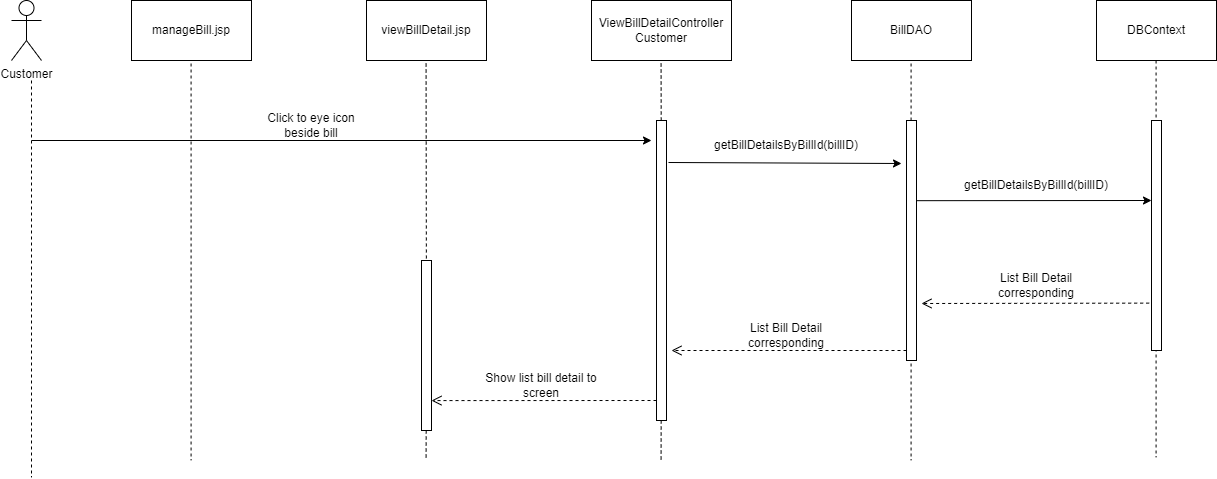 Customer
manageBill.jsp
viewBillDetail.jsp
ViewBillDetailController
Customer
BillDAO
DBContext
Click to eye icon
beside bill
getBillDetailsByBillId(billID)
getBillDetailsByBillId(billID)
List Bill Detail
corresponding
List Bill Detail
corresponding
Show list bill detail to
screen